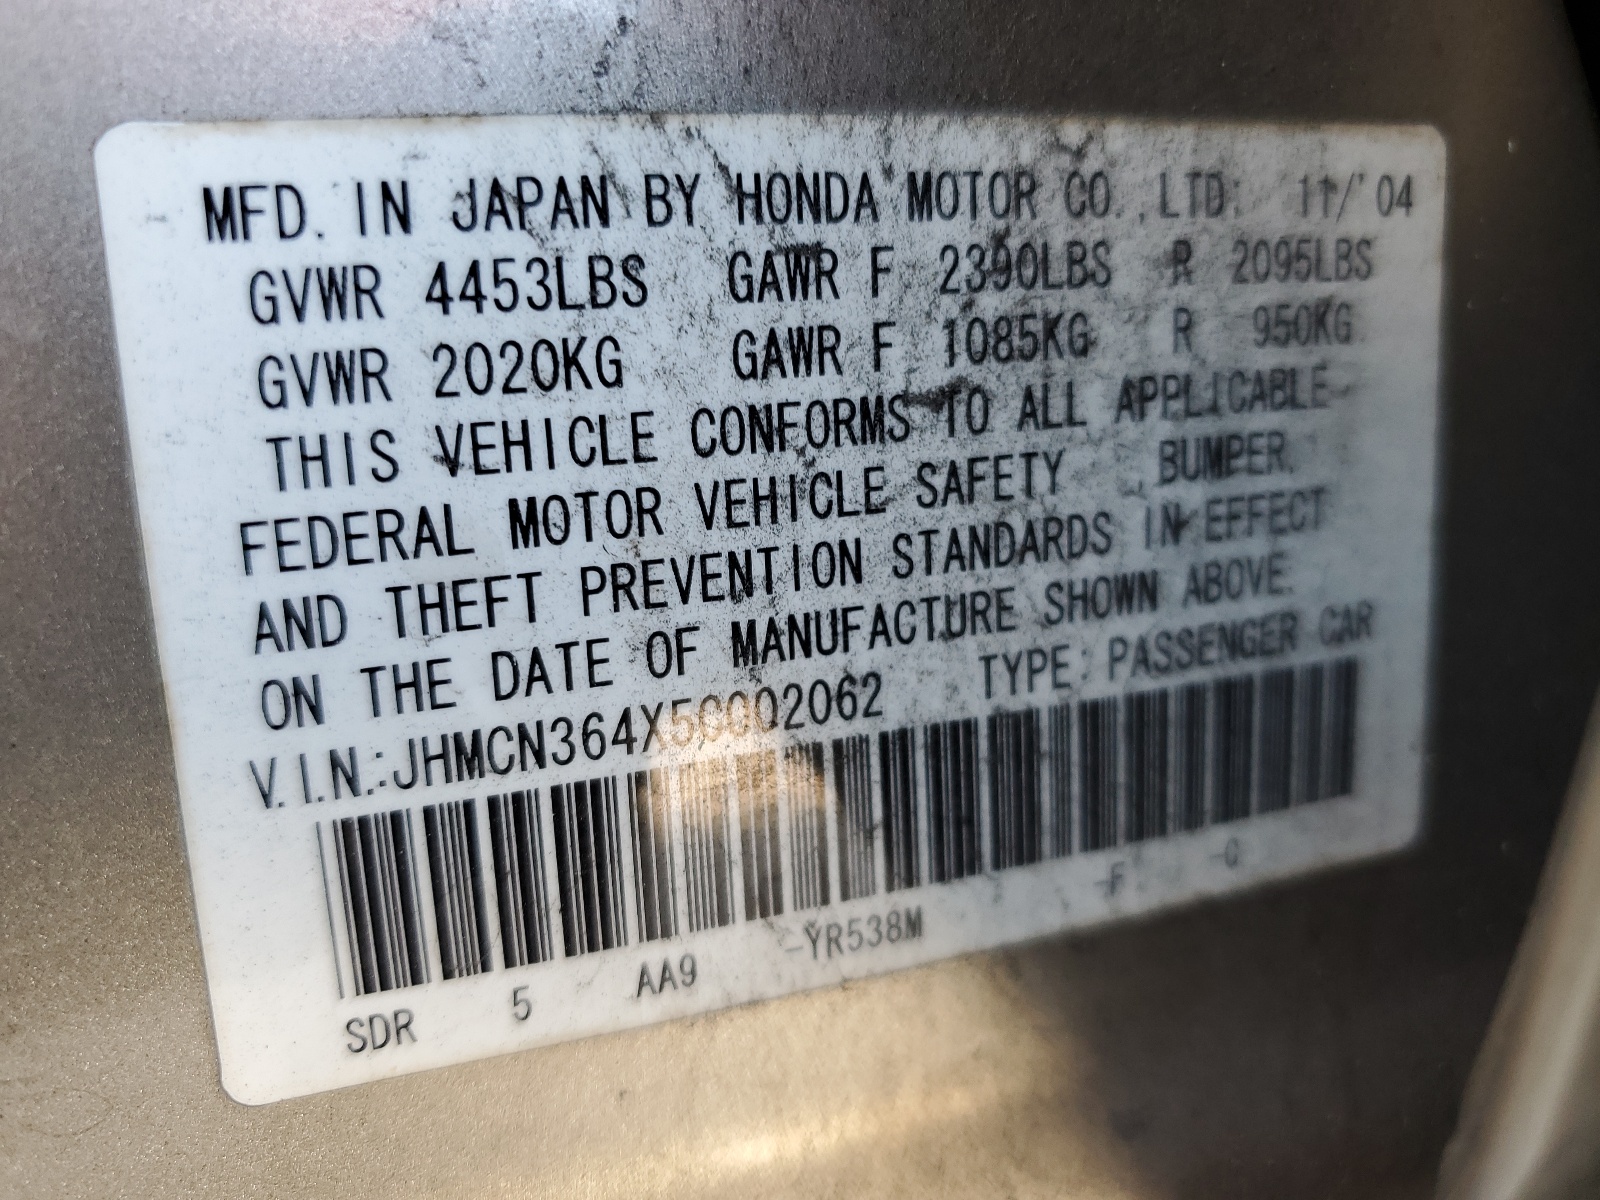 MFD. IN JAPAN BY HONDA MOTOR CO.,LTD. 11/'04
GVWR 4453LBS GAWR F 2390LBS R 2095LBS
GVWR 2020KG GAWR F 1085KG R 950KG
THIS VEHICLE CONFORMS TO ALL APPLICABLE
FEDERAL MOTOR VEHICLE SAFETY , BUMPER,
AND THEFT PREVENTION STANDARDS IN EFFECT
ON THE DATE OF MANUFACTURE SHOWN ABOVE.
V.I.N.:JHMCN364X5C002062 TYPE:PASSENGER CAR
SDR 5 AA9 -YR538M -F